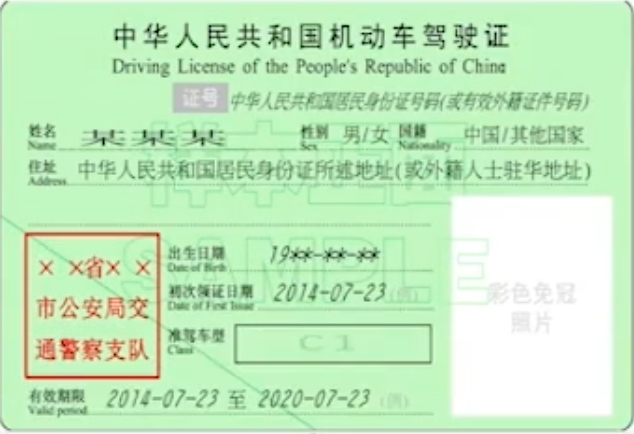 中华人民共和国机动车驾驶证
Driving License of the People's Republic of China
证号 中华人民共和国居民身份证号码(或有效外籍证件号码)
姓名 某某某 性别 男/女 国籍 中国/其他国家
Name Sex Nationality
住址 中华人民共和国居民身份证所述地址(或外籍人士驻华地址)
Address
样本
SAMPLE
出生日期 19**-**-**
Date of Birth
初次领证日期 2014-07-23 (例)
Date of First Issue
准驾车型 C1
Class
× ×省× ×
市公安局交
通警察支队
彩色免冠
照片
有效期限 2014-07-23 至 2020-07-23 (例)
Valid period